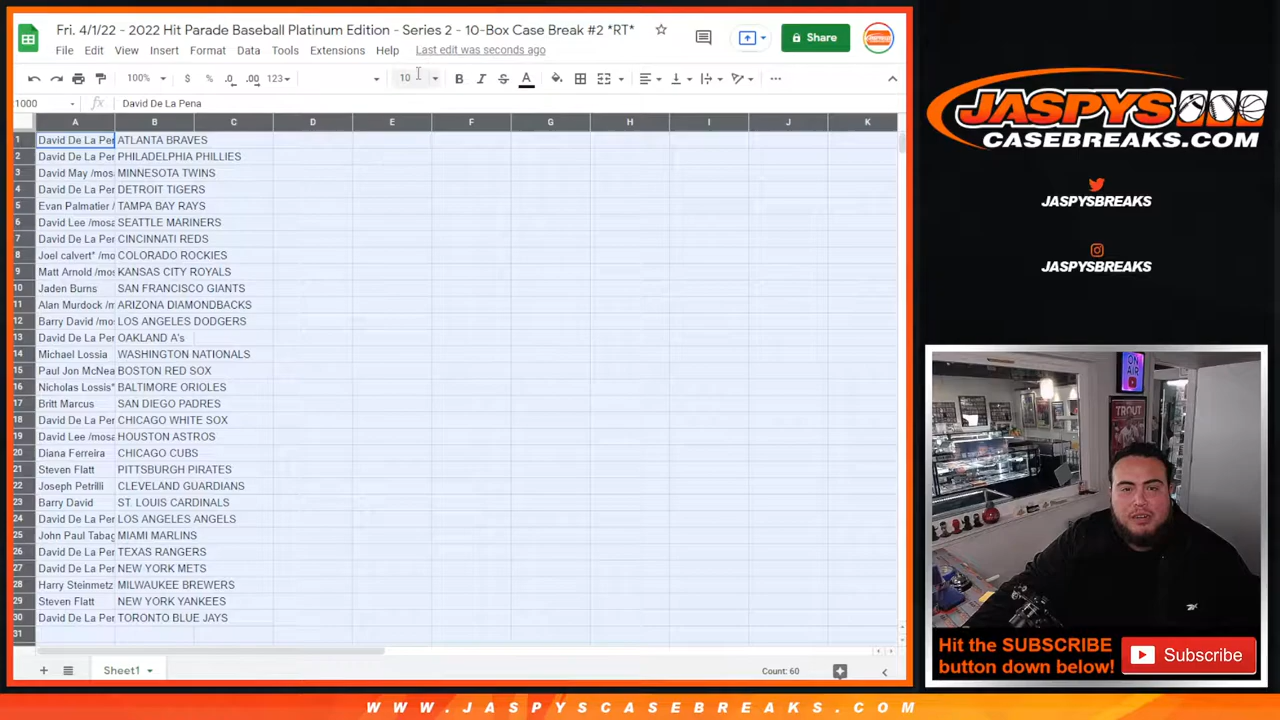 Fri. 4/1/22 - 2022 Hit Parade Baseball Platinum Edition - Series 2 - 10-Box Case Break #2 *RT*
File Edit View Insert Format Data Tools Extensions Help Last edit was seconds ago
Share
100% $ % .0 .00 123 10 B I S A
1000 fx David De La Pena
A B C D E F G H I J K
1 David De La Per ATLANTA BRAVES
2 David De La Per PHILADELPHIA PHILLIES
3 David May /mosa MINNESOTA TWINS
4 David De La Per DETROIT TIGERS
5 Evan Palmatier / TAMPA BAY RAYS
6 David Lee /mosa SEATTLE MARINERS
7 David De La Per CINCINNATI REDS
8 Joel calvert* /mo COLORADO ROCKIES
9 Matt Arnold /mos KANSAS CITY ROYALS
10 Jaden Burns SAN FRANCISCO GIANTS
11 Alan Murdock /m ARIZONA DIAMONDBACKS
12 Barry David /mo LOS ANGELES DODGERS
13 David De La Per OAKLAND A's
14 Michael Lossia WASHINGTON NATIONALS
15 Paul Jon McNea BOSTON RED SOX
16 Nicholas Lossis* BALTIMORE ORIOLES
17 Britt Marcus SAN DIEGO PADRES
18 David De La Per CHICAGO WHITE SOX
19 David Lee /mosa HOUSTON ASTROS
20 Diana Ferreira CHICAGO CUBS
21 Steven Flatt PITTSBURGH PIRATES
22 Joseph Petrilli CLEVELAND GUARDIANS
23 Barry David ST. LOUIS CARDINALS
24 David De La Per LOS ANGELES ANGELS
25 John Paul Tabag MIAMI MARLINS
26 David De La Per TEXAS RANGERS
27 David De La Per NEW YORK METS
28 Harry Steinmetz MILWAUKEE BREWERS
29 Steven Flatt NEW YORK YANKEES
30 David De La Per TORONTO BLUE JAYS
31
Sheet1 Count: 60
JASPYS
CASEBREAKS.COM
JASPYSBREAKS
JASPYSBREAKS
ON
AIR
TROUT
Hit the SUBSCRIBE
button down below!
Subscribe
WWW.JASPYSCASEBREAKS.COM